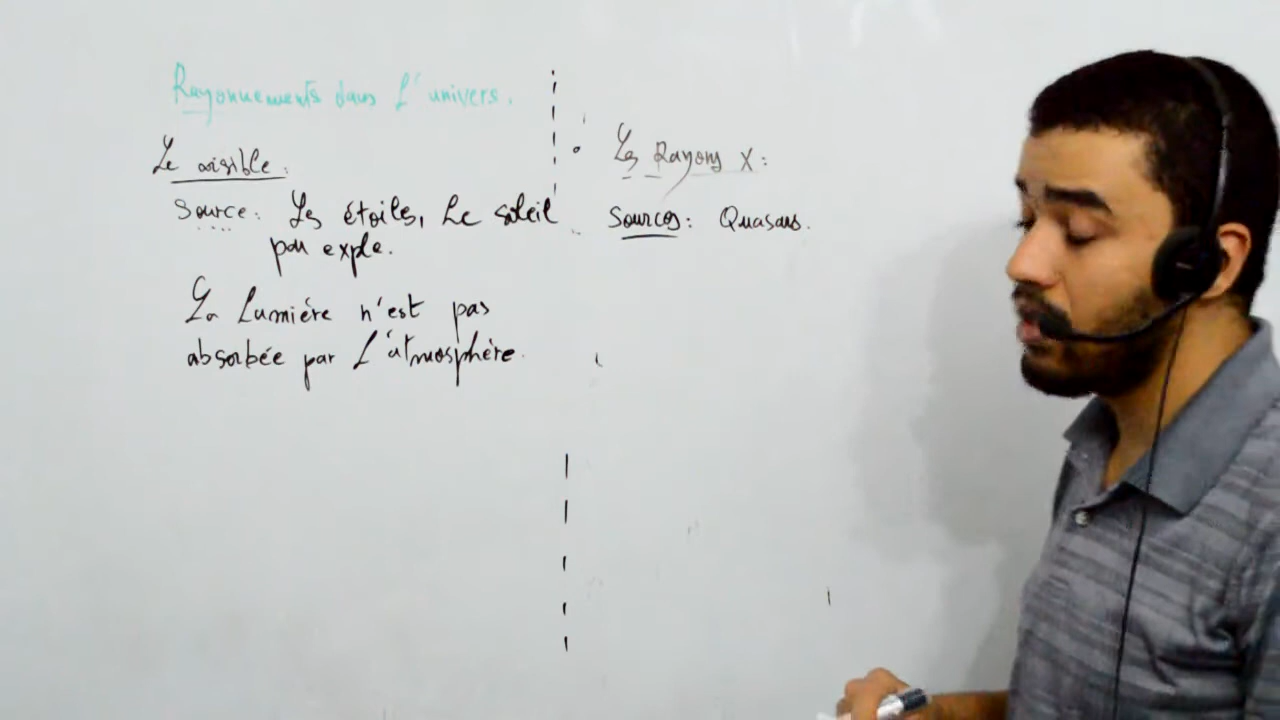 Rayonnements dans l'univers.
Le visible:
Source: Les étoiles, Le soleil
par exple.
La Lumière n'est pas
absorbée par L'atmosphère.
Les Rayons X:
Sources: Quasars.